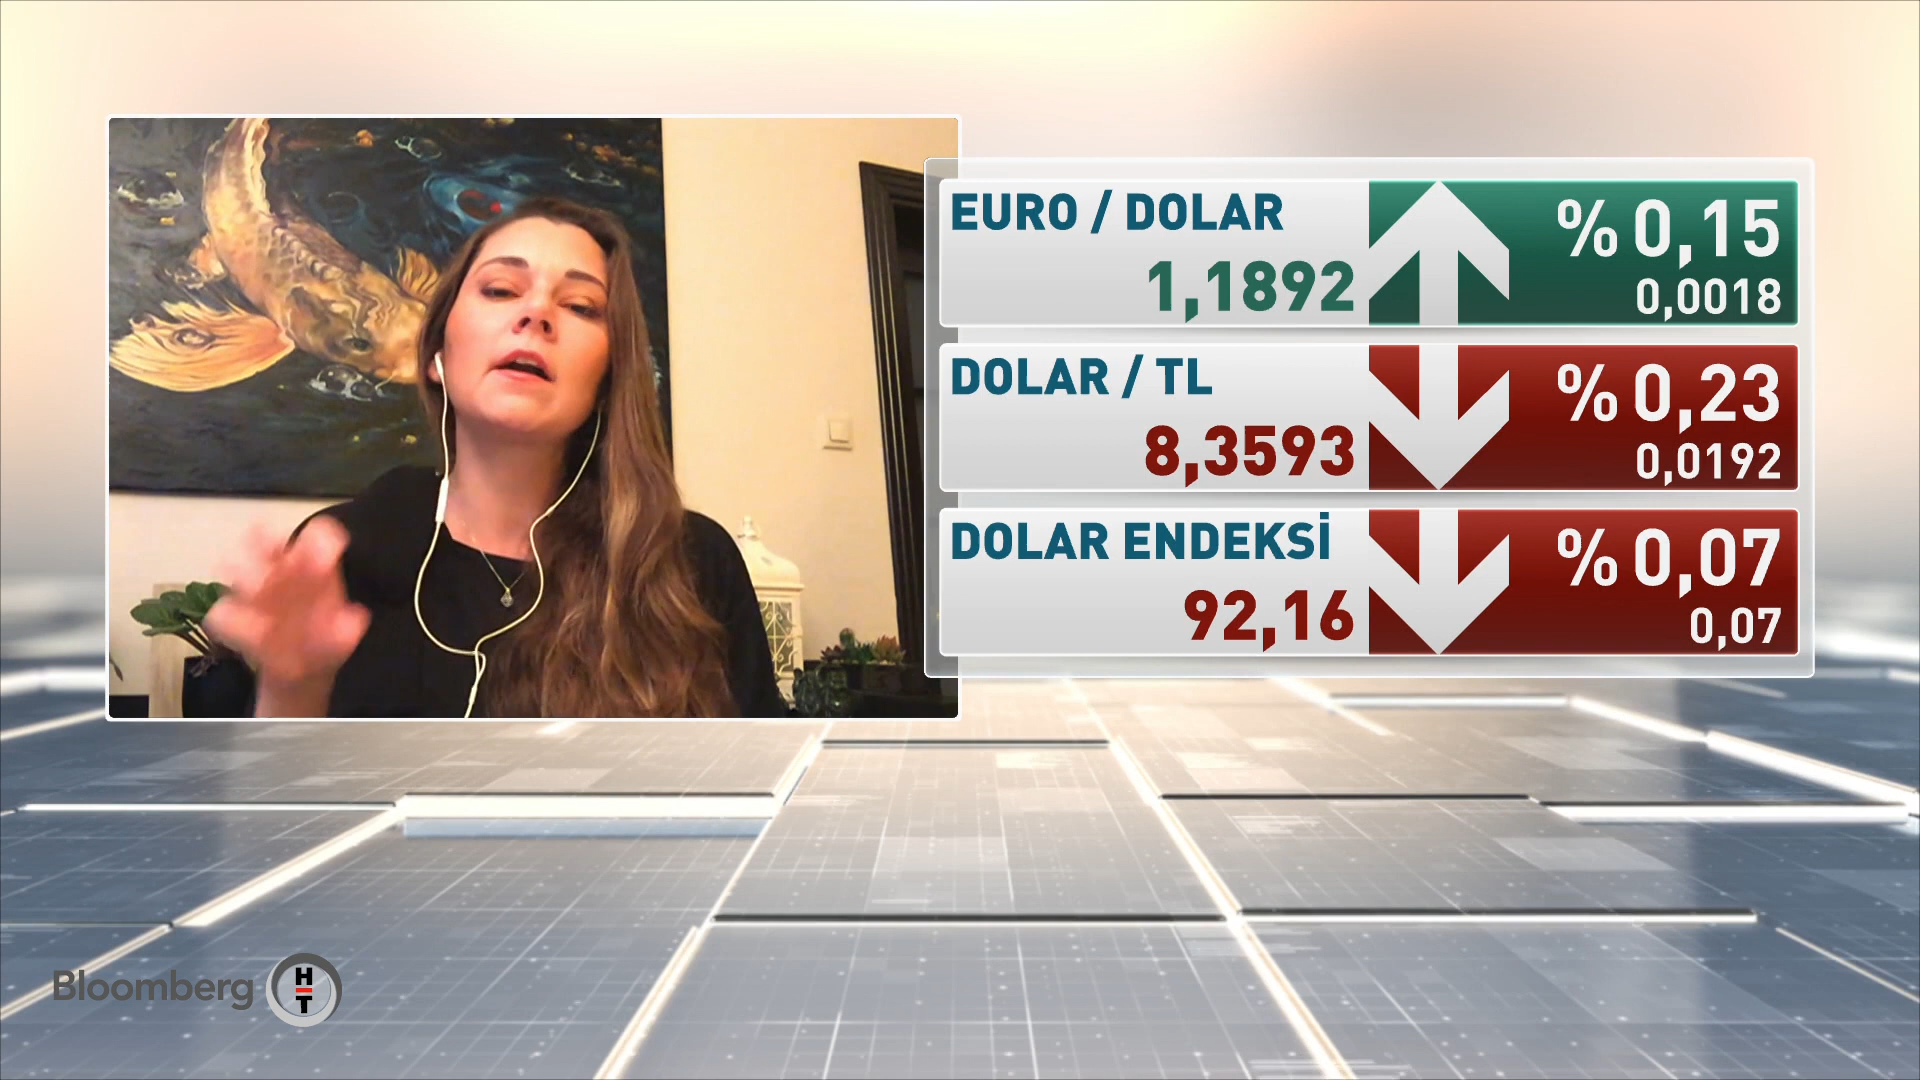 EURO / DOLAR
1,1892
% 0,15
0,0018
DOLAR / TL
8,3593
% 0,23
0,0192
DOLAR ENDEKSİ
92,16
% 0,07
0,07
Bloomberg HT